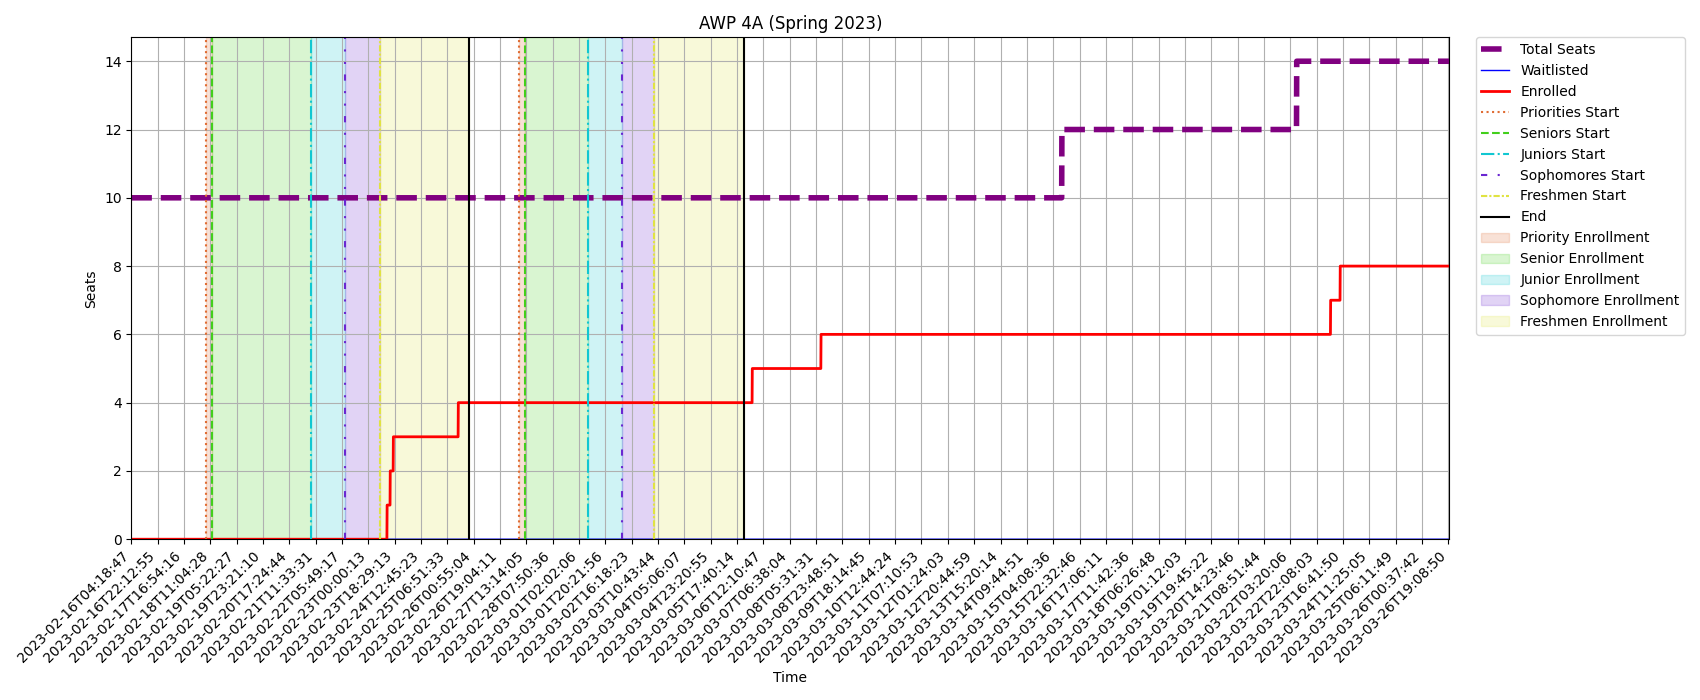 AWP 4A (Spring 2023)
14
12
10
8
6
4
2
0
Seats
2023-02-16T04:18:47
2023-02-16T22:12:55
2023-02-17T16:54:16
2023-02-18T11:04:28
2023-02-19T05:22:27
2023-02-19T23:21:10
2023-02-20T17:24:44
2023-02-21T11:33:31
2023-02-22T05:49:17
2023-02-23T00:00:13
2023-02-23T18:29:13
2023-02-24T12:45:23
2023-02-25T06:51:33
2023-02-26T00:55:04
2023-02-26T19:04:11
2023-02-27T13:14:05
2023-02-28T07:50:36
2023-03-01T02:02:06
2023-03-01T20:21:56
2023-03-02T16:18:23
2023-03-03T10:43:44
2023-03-04T05:06:07
2023-03-04T23:20:55
2023-03-05T17:40:14
2023-03-06T12:10:47
2023-03-07T06:38:04
2023-03-08T05:31:31
2023-03-08T23:48:51
2023-03-09T18:14:45
2023-03-10T12:44:24
2023-03-11T07:10:53
2023-03-12T01:24:03
2023-03-12T20:44:59
2023-03-13T15:20:14
2023-03-14T09:44:51
2023-03-15T04:08:36
2023-03-15T22:32:46
2023-03-16T17:06:11
2023-03-17T11:42:36
2023-03-18T06:26:48
2023-03-19T01:12:03
2023-03-19T19:45:22
2023-03-20T14:23:46
2023-03-21T08:51:44
2023-03-22T03:20:06
2023-03-22T22:08:03
2023-03-23T16:41:50
2023-03-24T11:25:05
2023-03-25T06:11:49
2023-03-26T00:37:42
2023-03-26T19:08:50
Time
Total Seats
Waitlisted
Enrolled
Priorities Start
Seniors Start
Juniors Start
Sophomores Start
Freshmen Start
End
Priority Enrollment
Senior Enrollment
Junior Enrollment
Sophomore Enrollment
Freshmen Enrollment